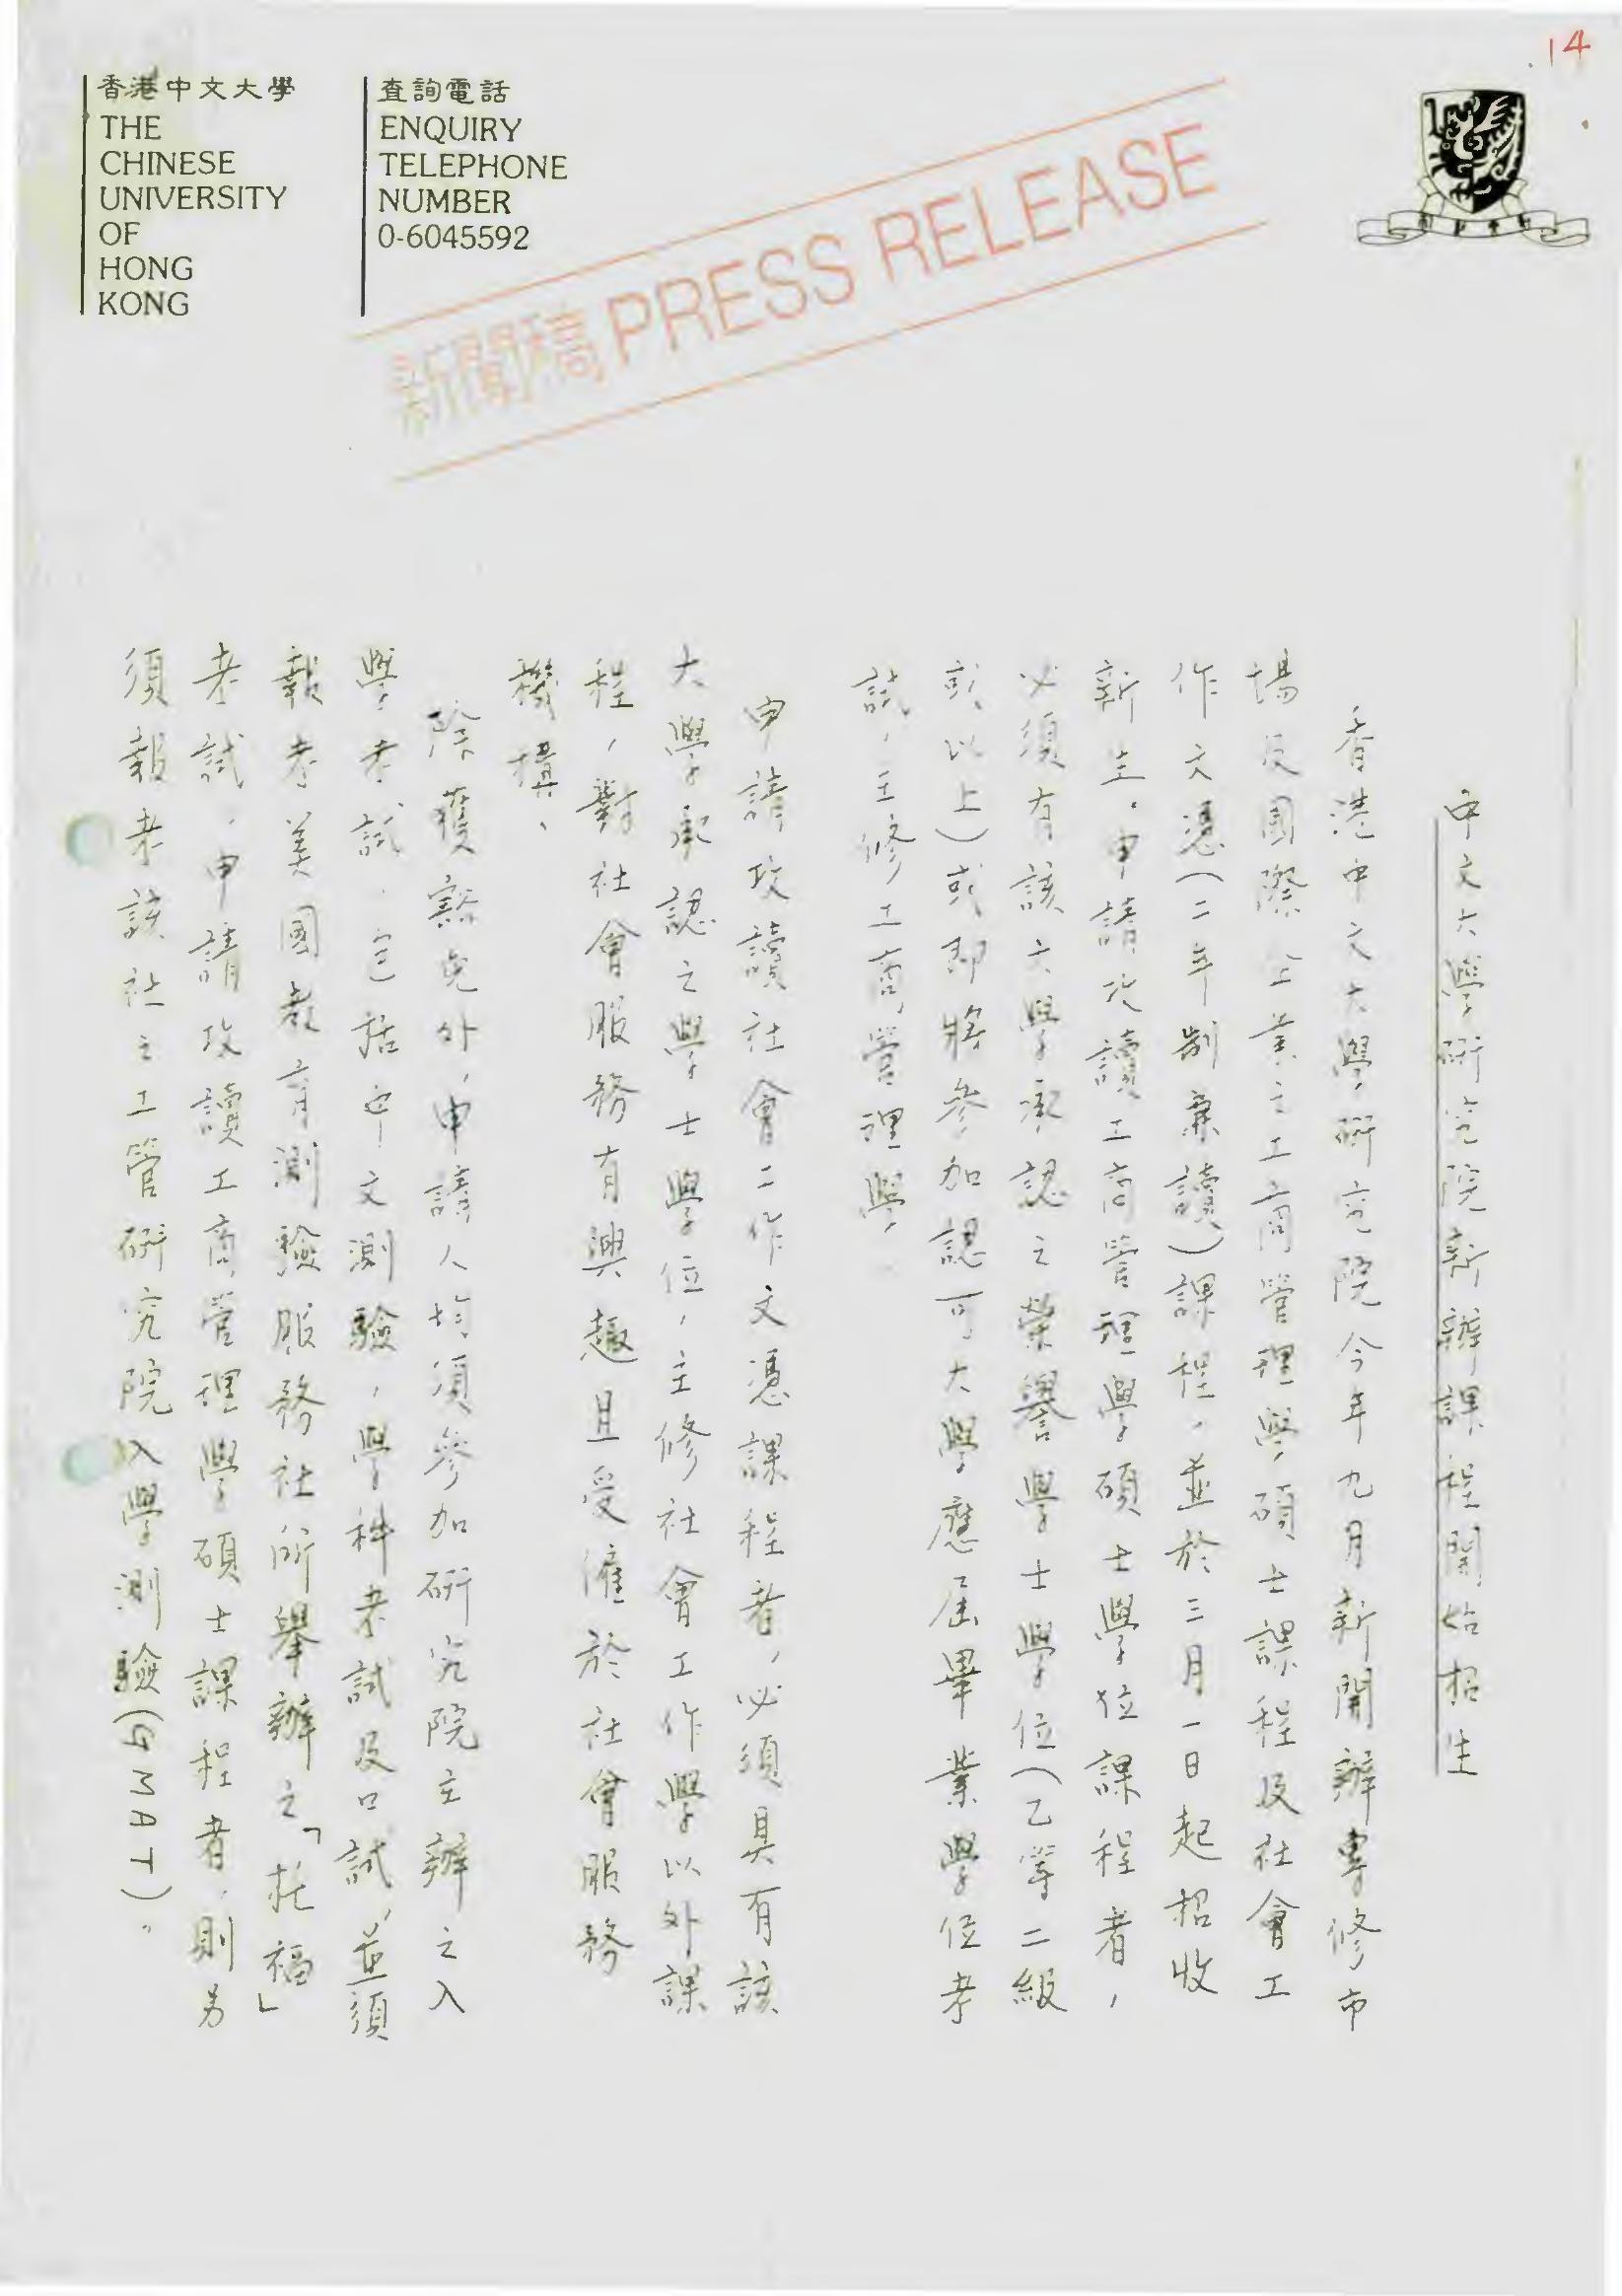 14
香港中文大學
THE
CHINESE
UNIVERSITY
OF
HONG
KONG
查詢電話
ENQUIRY
TELEPHONE
NUMBER
0-6045592
新聞稿 PRESS RELEASE
中文大學研究院新辦課程開始招生
香港中文大學研究院今年九月新開辦專修市
場及國際企業之工商管理學碩士課程及社會工
作文憑(二年制兼讀)課程,並於三月一日起招收
新生。申請攻讀工商管理學碩士學位課程者,
必須有該大學承認之榮譽學士學位(乙等二級
或以上)或即將參加認可大學應屆畢業學位考
試,主修工商管理學。
申請攻讀社會工作文憑課程者,必須具有該
大學承認之學士學位,主修社會工作學以外課
程,對社會服務有興趣且受僱於社會服務
機構。
除獲豁免外,申請人均須參加研究院主辦之入
學考試。包括中文測驗,學科考試及口試,並須
報考美國教育測驗服務社所舉辦之「托福」
考試。申請攻讀工商管理學碩士課程者,則另
須報考該社之工管研究院入學測驗(GMAT)。